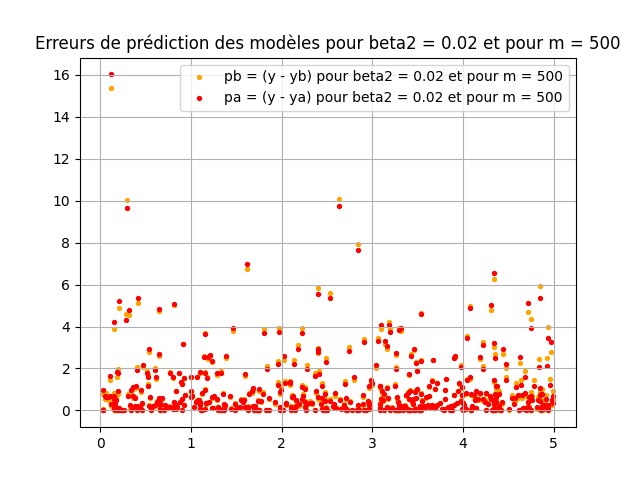 Erreurs de prédiction des modèles pour beta2 = 0.02 et pour m = 500
pb = (y - yb) pour beta2 = 0.02 et pour m = 500
pa = (y - ya) pour beta2 = 0.02 et pour m = 500
16
14
12
10
8
6
4
2
0
0 1 2 3 4 5